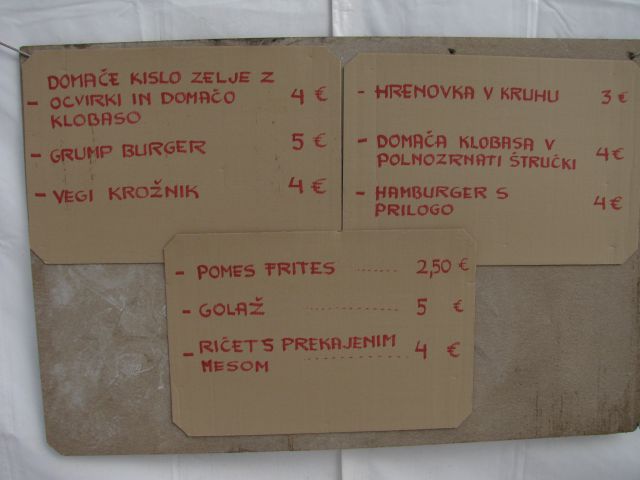 DOMAČE KISLO ZELJE Z
- OCVIRKI IN DOMAČO 4 €
KLOBASO
- GRUMP BURGER 5 €
- VEGI KROŽNIK 4 €
- HRENOVKA V KRUHU 3 €
- DOMAČA KLOBASA V
POLNOZRNATI ŠTRUČKI 4 €
- HAMBURGER S
PRILOGO 4 €
- POMES FRITES ...... 2,50 €
- GOLAŽ .......... 5 €
- RIČET S PREKAJENIM
MESOM .......... 4 €